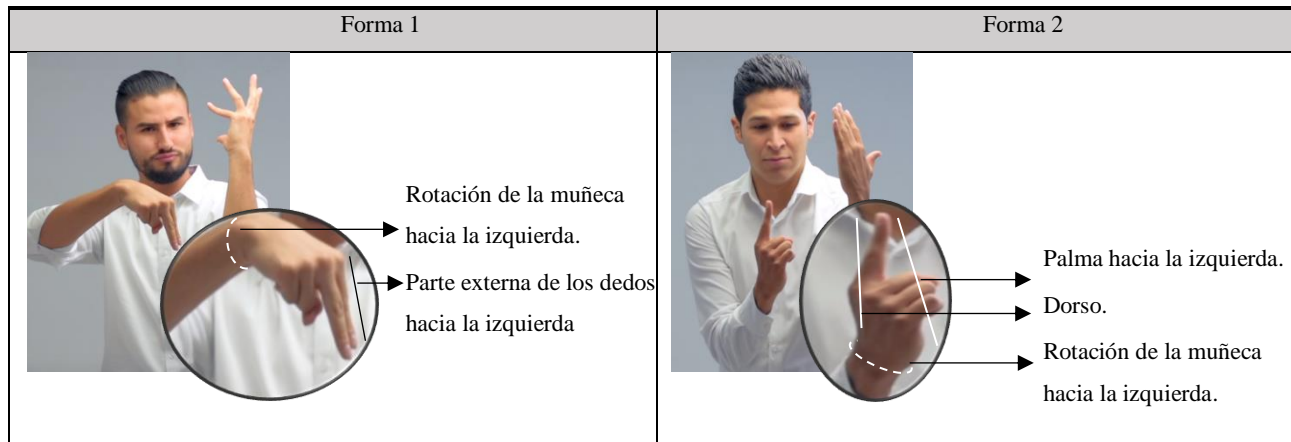 Forma 1
Forma 2
Rotación de la muñeca
hacia la izquierda.
Parte externa de los dedos
hacia la izquierda
Palma hacia la izquierda.
Dorso.
Rotación de la muñeca
hacia la izquierda.